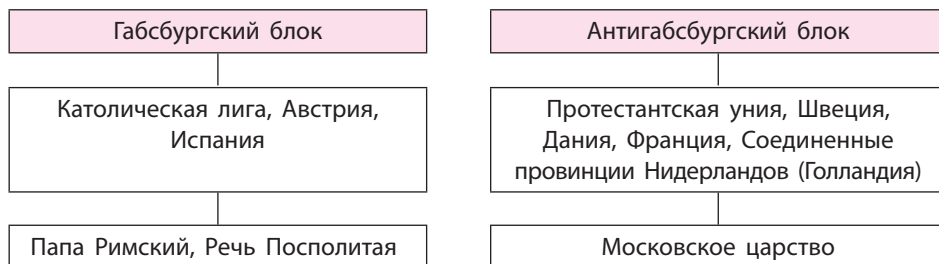 Габсбургский блок
Католическая лига, Австрия,
Испания
Папа Римский, Речь Посполитая
Антигабсбургский блок
Протестантская уния, Швеция,
Дания, Франция, Соединенные
провинции Нидерландов (Голландия)
Московское царство